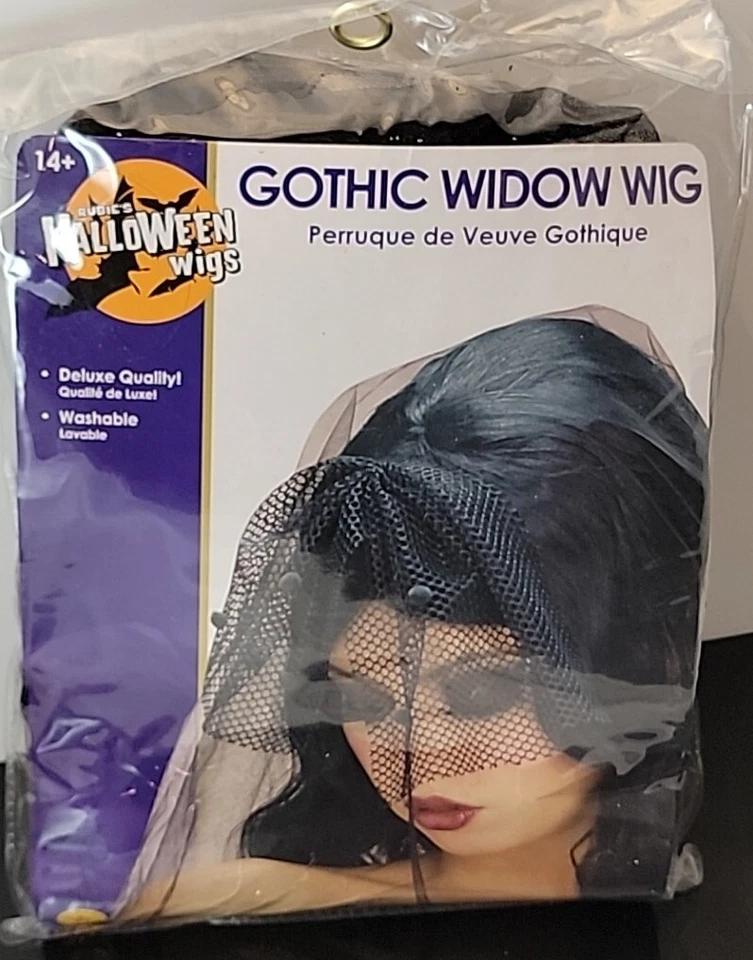 14+
RUBIE'S
HALLOWEEN
wigs
GOTHIC WIDOW WIG
Perruque de Veuve Gothique
• Deluxe Quality!
Qualité de Luxe!
• Washable
Lavable